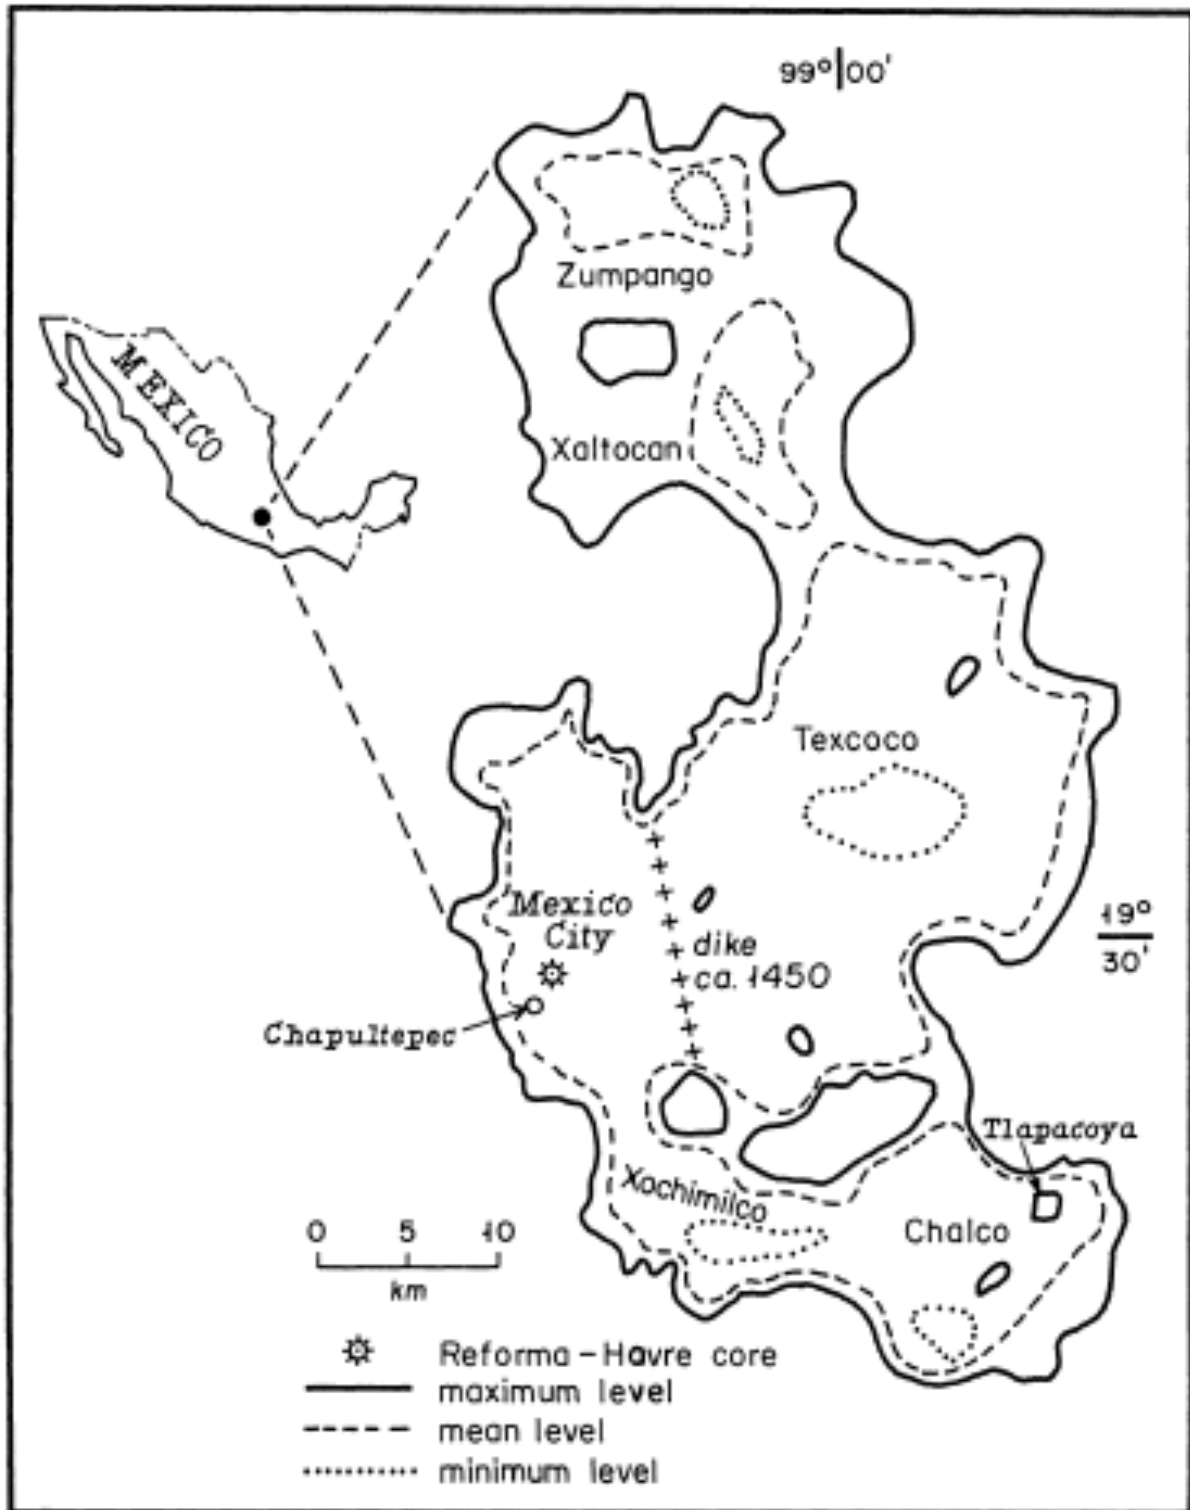 99° 00'
Zumpango
MEXICO
Xaltocan
Texcoco
Mexico
City
19°
30'
dike
ca. 1450
Chapultepec
Tlapacoya
Xochimilco
Chalco
0 5 10
km
Reforma-Havre core
maximum level
mean level
minimum level